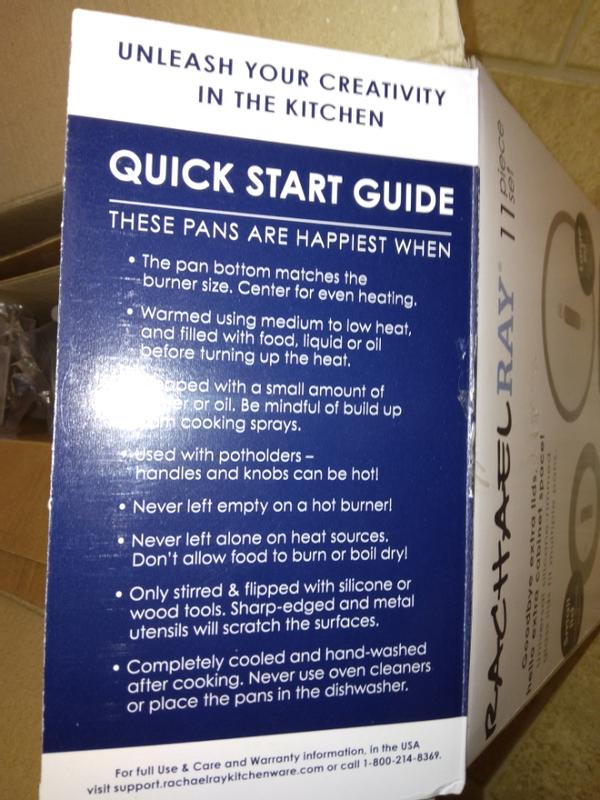 UNLEASH YOUR CREATIVITY
IN THE KITCHEN
QUICK START GUIDE
THESE PANS ARE HAPPIEST WHEN
• The pan bottom matches the
burner size. Center for even heating.
• Warmed using medium to low heat,
and filled with food, liquid or oil
before turning up the heat.
with a small amount of
or oil. Be mindful of build up
cooking sprays.
• Used with potholders –
handles and knobs can be hot!
• Never left empty on a hot burner!
• Never left alone on heat sources.
Don't allow food to burn or boil dry!
• Only stirred & flipped with silicone or
wood tools. Sharp-edged and metal
utensils will scratch the surfaces.
• Completely cooled and hand-washed
after cooking. Never use oven cleaners
or place the pans in the dishwasher.
For full Use & Care and Warranty information, in the USA
visit support.rachaelraykitchenware.com or call 1-800-214-8369.
RACHAEL RAY® 11 piece
set
Goodbye extra lids,
hello extra cabinet space!